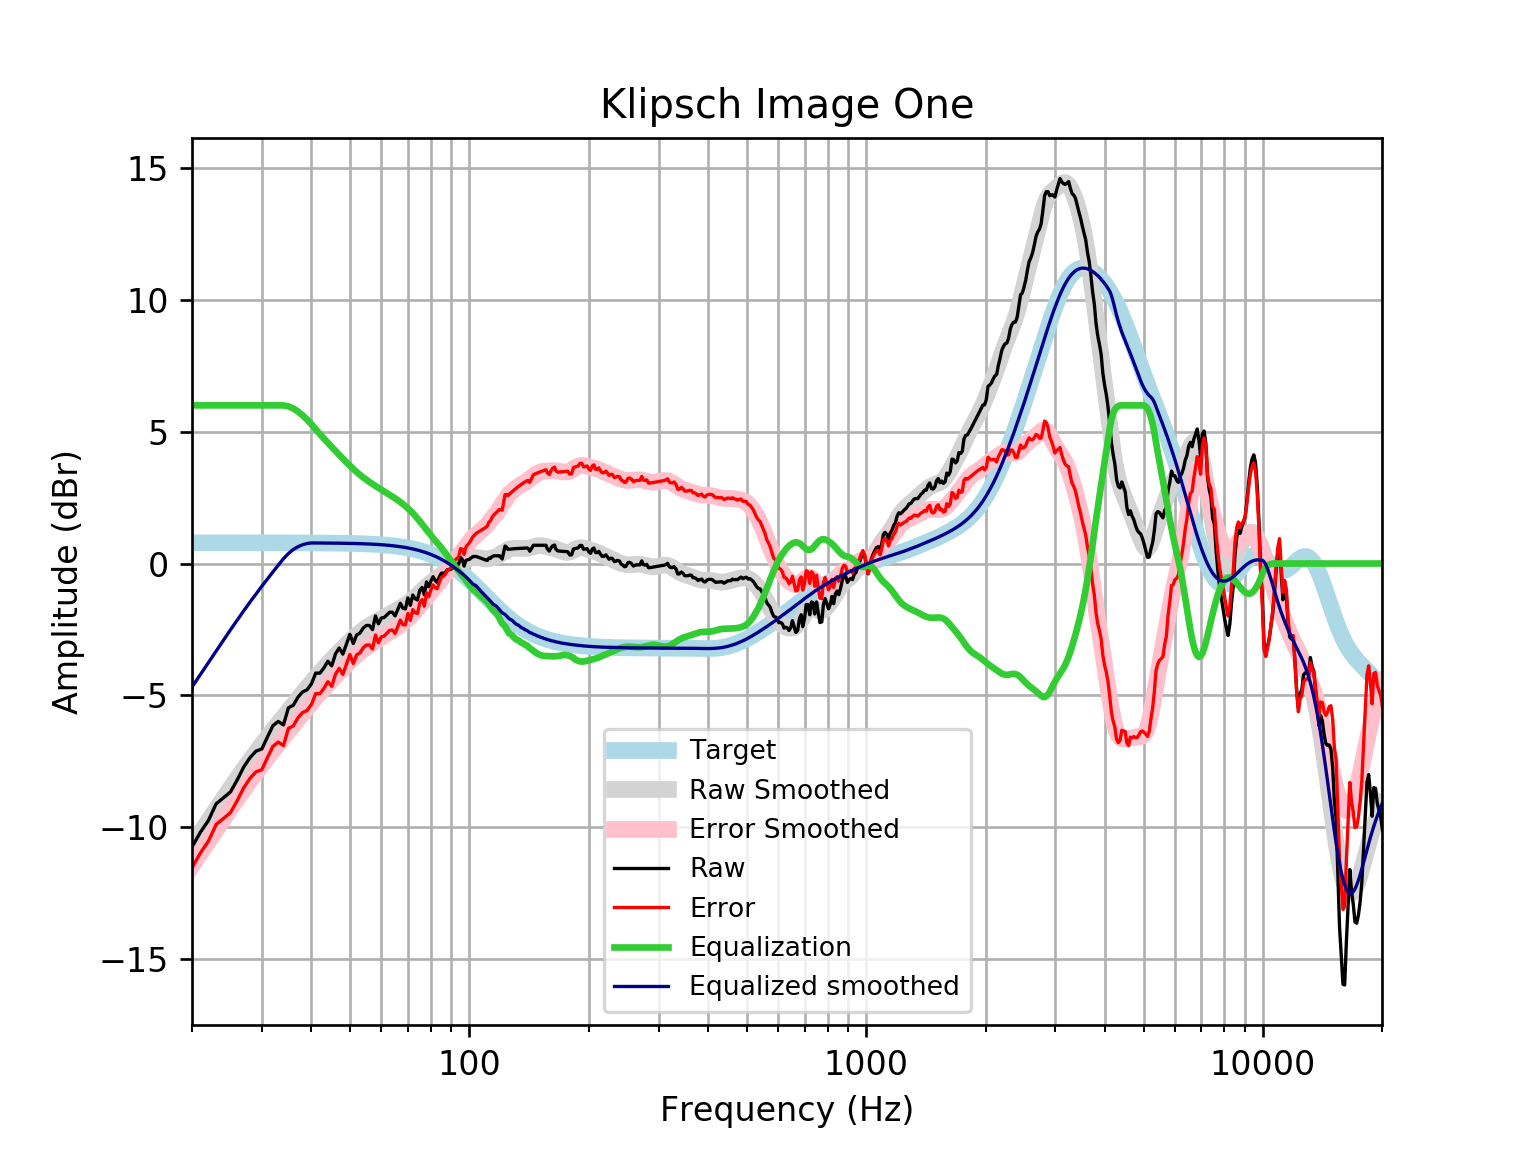 Klipsch Image One
15
10
5
0
−5
−10
−15
Amplitude (dBr)
Target
Raw Smoothed
Error Smoothed
Raw
Error
Equalization
Equalized smoothed
100 1000 10000
Frequency (Hz)